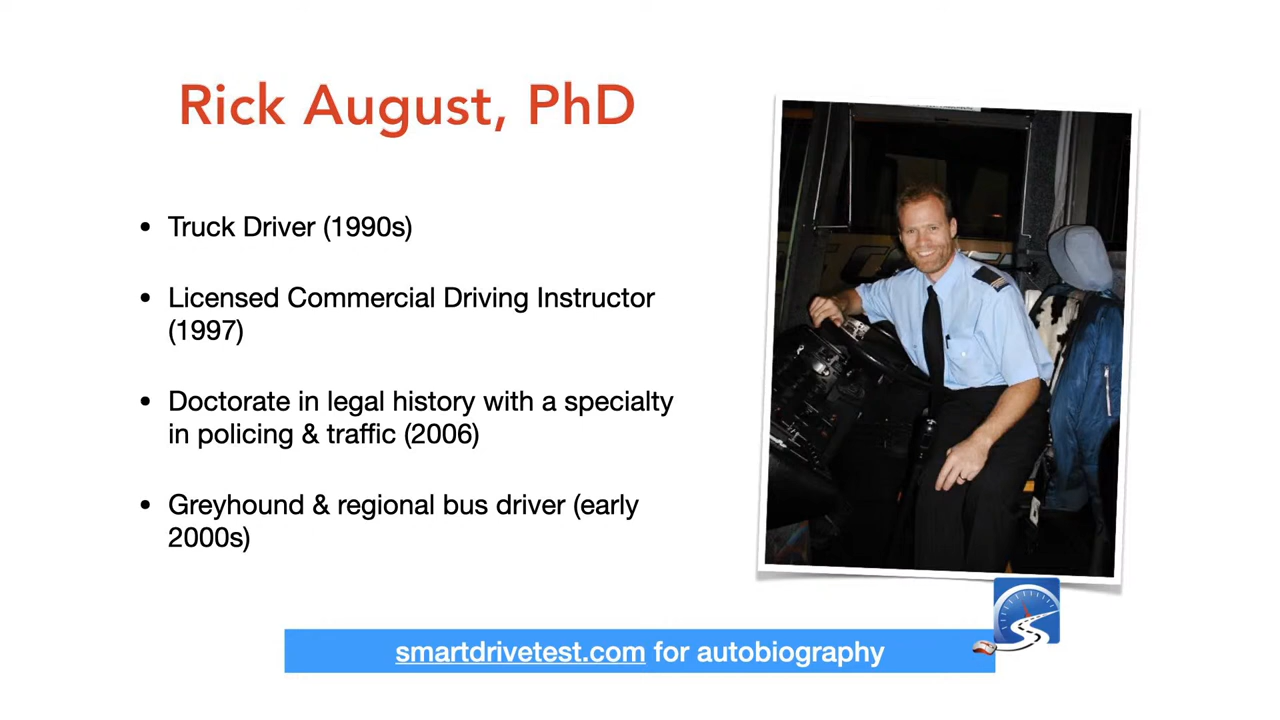 Rick August, PhD
• Truck Driver (1990s)
• Licensed Commercial Driving Instructor
(1997)
• Doctorate in legal history with a specialty
in policing & traffic (2006)
• Greyhound & regional bus driver (early
2000s)
smartdrivetest.com for autobiography